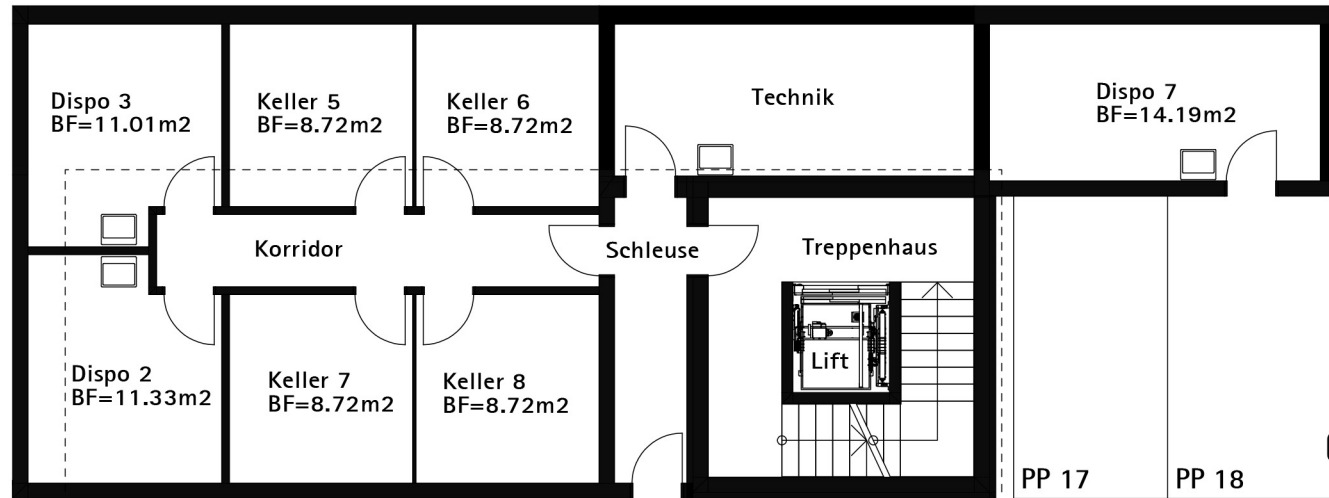 Dispo 3
BF=11.01m2
Keller 5
BF=8.72m2
Keller 6
BF=8.72m2
Technik
Dispo 7
BF=14.19m2
Korridor
Schleuse
Treppenhaus
Lift
Dispo 2
BF=11.33m2
Keller 7
BF=8.72m2
Keller 8
BF=8.72m2
PP 17
PP 18